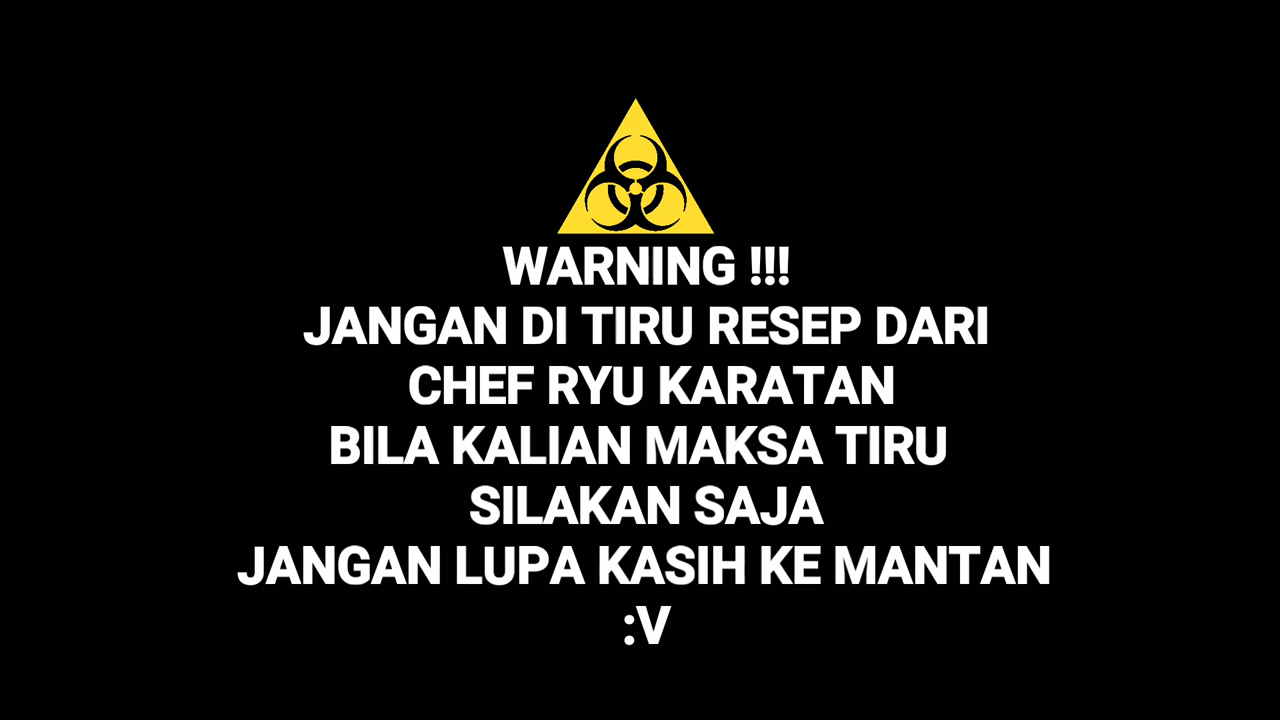 WARNING !!!
JANGAN DI TIRU RESEP DARI
CHEF RYU KARATAN
BILA KALIAN MAKSA TIRU
SILAKAN SAJA
JANGAN LUPA KASIH KE MANTAN
:V